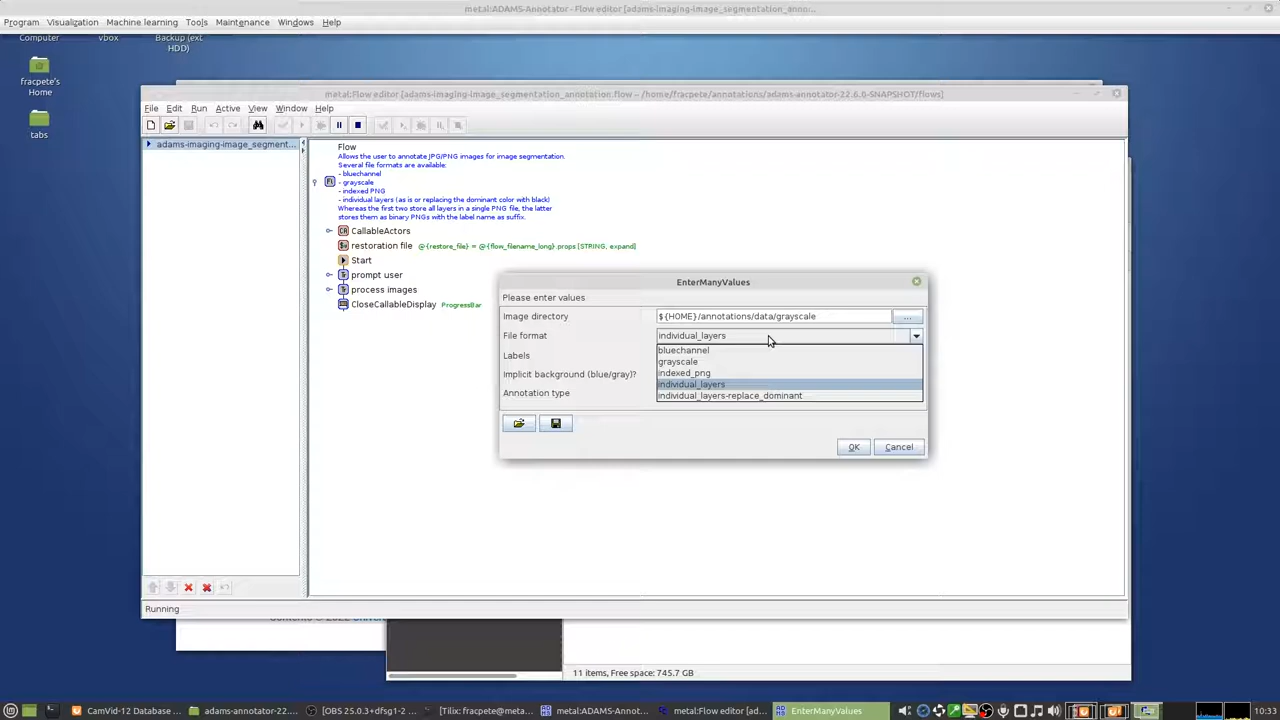 metal:ADAMS-Annotator - Flow editor [adams-imaging-image_segmentation_anno...
Program Visualization Machine learning Tools Maintenance Windows Help
Computer
vbox
Backup (ext.
HDD)
fracpete's
Home
tabs
metal:Flow editor [adams-imaging-image_segmentation_annotation.flow -- /home/fracpete/annotations/adams-annotator-22.6.0-SNAPSHOT/flows]
File Edit Run Active View Window Help
adams-imaging-image_segment...
Flow
Allows the user to annotate JPG/PNG images for image segmentation.
Several file formats are available:
- bluechannel
- grayscale
- indexed PNG
- individual layers (as is or replacing the dominant color with black)
Whereas the first two store all layers in a single PNG file, the latter
stores them as binary PNGs with the label name as suffix.
CallableActors
restoration file @{restore_file} = @{flow_filename_long}.props [STRING, expand]
Start
prompt user
process images
CloseCallableDisplay ProgressBar
EnterManyValues
Please enter values
Image directory ${HOME}/annotations/data/grayscale ...
File format individual_layers
Labels
Implicit background (blue/gray)?
Annotation type
bluechannel
grayscale
indexed_png
individual_layers
individual_layers-replace_dominant
OK Cancel
Running
11 items, Free space: 745.7 GB
CamVid-12 Database ...
adams-annotator-22....
[OBS 25.0.3+dfsg1-2 ...
[Tilix: fracpete@meta...
metal:ADAMS-Annot...
metal:Flow editor [ada...
EnterManyValues
10:33